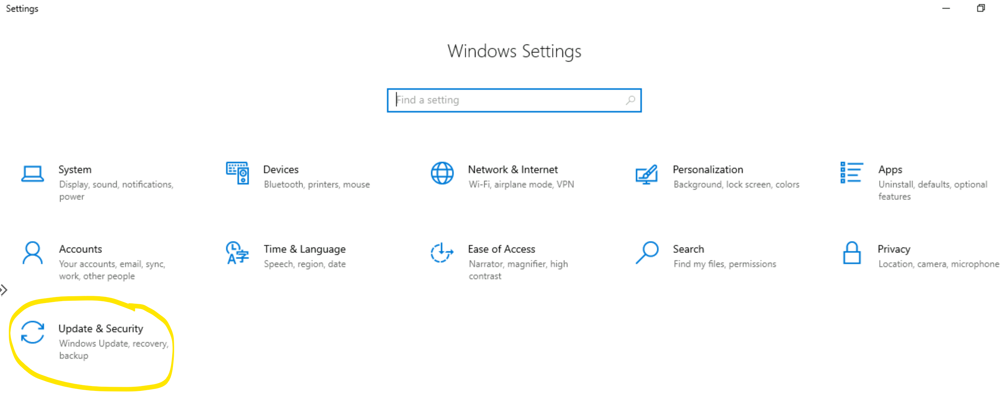 Settings
Windows Settings
Find a setting
System
Display, sound, notifications,
power
Devices
Bluetooth, printers, mouse
Network & Internet
Wi-Fi, airplane mode, VPN
Personalization
Background, lock screen, colors
Apps
Uninstall, defaults, optional
features
Accounts
Your accounts, email, sync,
work, other people
Time & Language
Speech, region, date
Ease of Access
Narrator, magnifier, high
contrast
Search
Find my files, permissions
Privacy
Location, camera, microphone
Update & Security
Windows Update, recovery,
backup